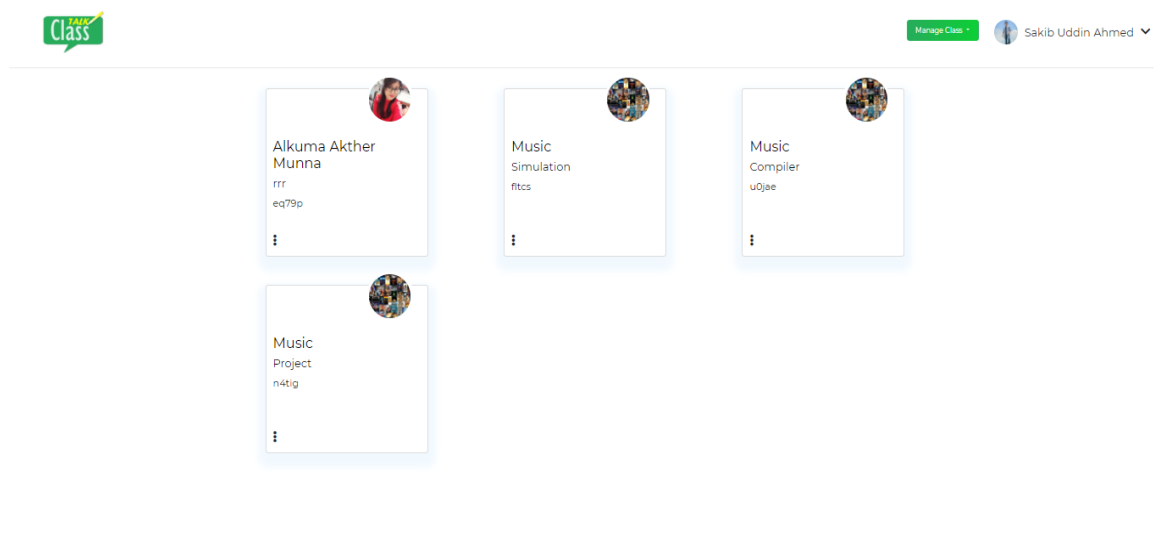 TALK
Class
Manage Class
Sakib Uddin Ahmed
Alkuma Akther
Munna
rrr
eq79p
Music
Simulation
fltcs
Music
Compiler
u0jae
Music
Project
n4tig